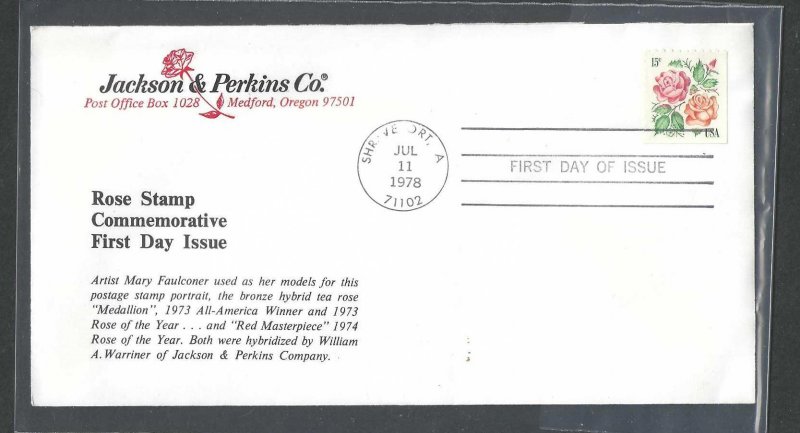 Jackson & Perkins Co.®
Post Office Box 1028 Medford, Oregon 97501
15c
USA
JUL
11
1978
71102
FIRST DAY OF ISSUE
Rose Stamp
Commemorative
First Day Issue
Artist Mary Faulconer used as her models for this
postage stamp portrait, the bronze hybrid tea rose
"Medallion", 1973 All-America Winner and 1973
Rose of the Year . . . and "Red Masterpiece" 1974
Rose of the Year. Both were hybridized by William
A. Warriner of Jackson & Perkins Company.